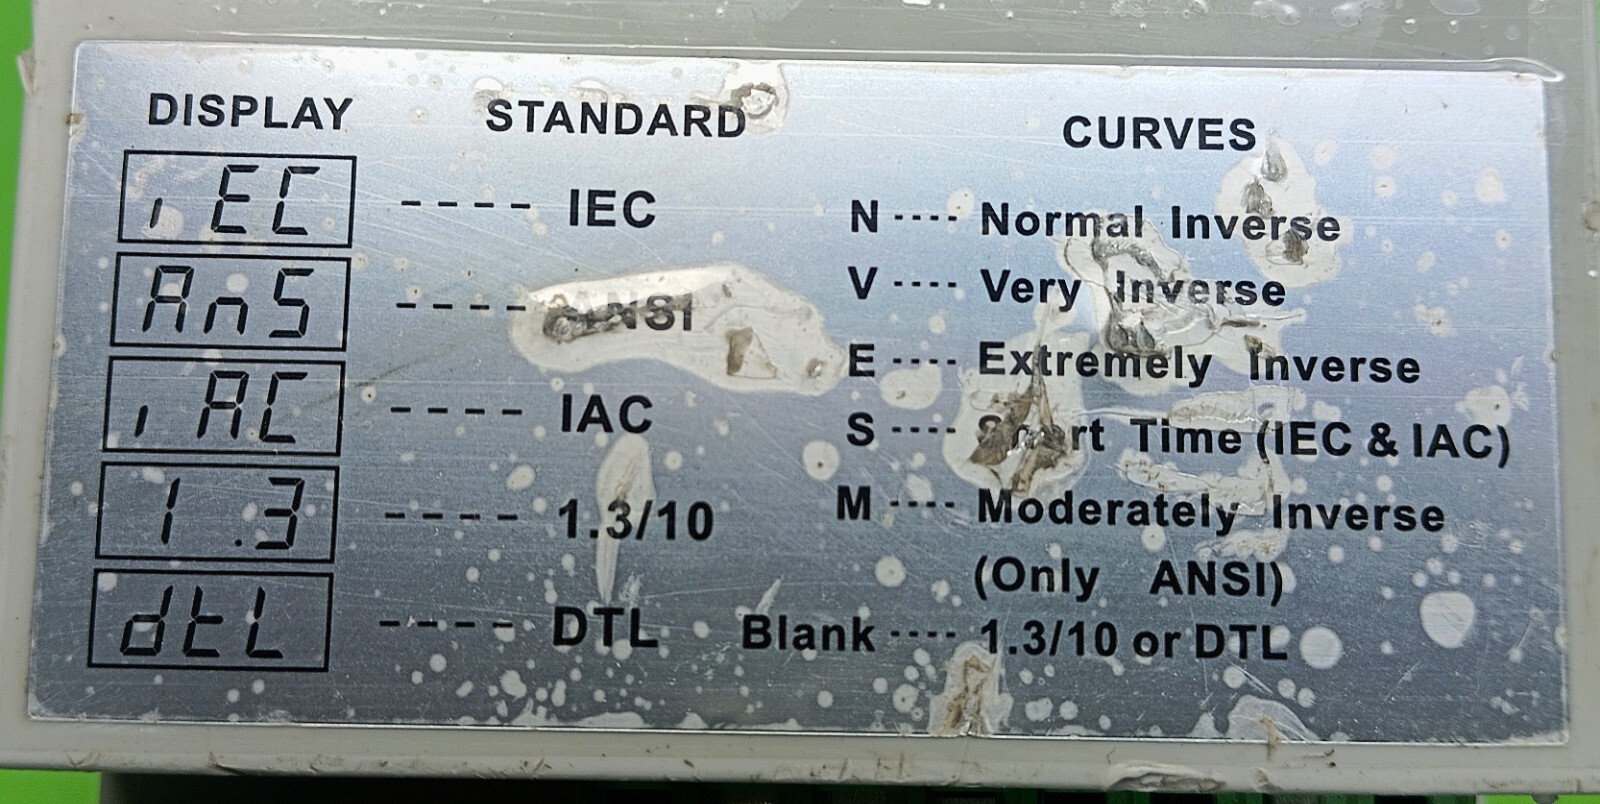 DISPLAY STANDARD CURVES
iEC ---- IEC N ---- Normal Inverse
AnS ---- ANSI V ---- Very Inverse
iAC ---- IAC E ---- Extremely Inverse
S ---- Short Time (IEC & IAC)
1.3 ---- 1.3/10 M ---- Moderately Inverse
(Only ANSI)
dtL ---- DTL Blank ---- 1.3/10 or DTL